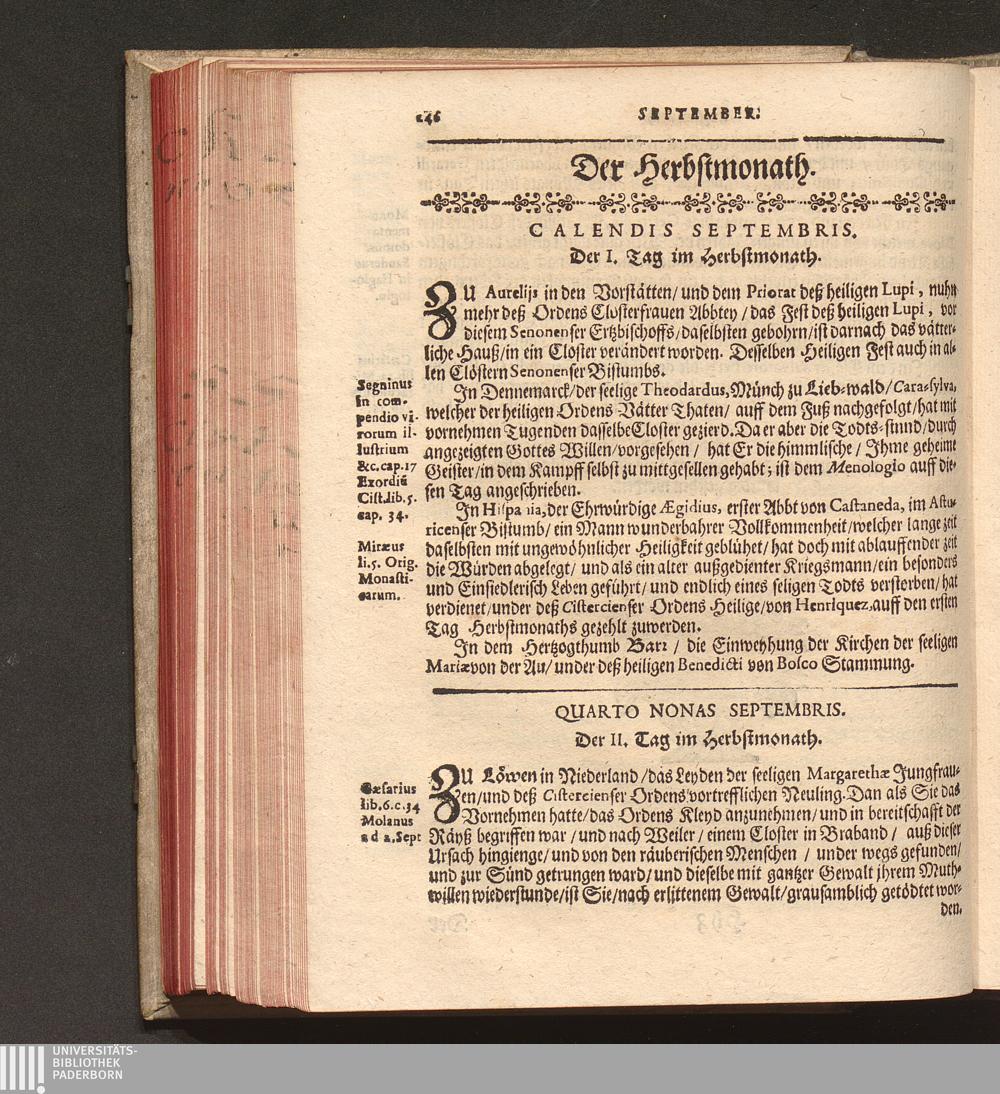 246
SEPTEMBER.
Der Herbstmonath.
CALENDIS SEPTEMBRIS.
Der I. Tag im Herbstmonath.
ZU Aurelijs in den Vorstätten/ und dem Priorat deß heiligen Lupi, nuhn
mehr deß Ordens Closterfrauen Abbtey / das Fest deß heiligen Lupi, vor
diesem Senonenser Ertzbischoffs / daselbsten gebohrn/ist darnach das vätter-
liche Hauß/in ein Closter verändert worden. Desselben Heiligen Fest auch in al-
len Clöstern Senonenser Bistumbs.
Segninus
in com-
pendio vi-
rorum il-
lustrium
&c. cap. 17
Exordiū
Cist. lib. 5.
cap. 34.
In Dennemarck/der seelige Theodardus, Münch zu Lieb-wald/Cara-sylva,
welcher der heiligen Ordens Vätter Thaten/ auff dem Fuß nachgefolgt/hat mit
vornehmen Tugenden dasselbe Closter gezierd. Da er aber die Todts-stund/durch
angezeigten Gottes Willen/vorgesehen / hat Er die himmlische / Ihme geheime
Geister/in dem Kampff selbst zu mittgesellen gehabt; ist dem Menologio auff die-
sen Tag angeschrieben.
In Hispania, der Ehrwürdige Ægidius, erster Abbt von Castaneda, im Astu-
ricenser Bistumb/ ein Mann wunderbahrer Vollkommenheit/welcher lange zeit
daselbsten mit ungewöhnlicher Heiligkeit geblühet/ hat doch mit ablauffender zeit
die Würden abgelegt/ und als ein alter außgedienter Kriegsmann/ein besonders
und Einsiedlerisch Leben geführt/ und endlich eines seligen Todts verstorben/ hat
verdienet/under deß Cistercienser Ordens Heilige/von Henriquez, auff den ersten
Tag Herbstmonaths gezehlt zuwerden.
Miræus
li. 5. Orig.
Monasti-
carum.
In dem Hertzogthumb Barr / die Einweyhung der Kirchen der seeligen
Mariæ von der Au/ under deß heiligen Benedicti von Bosco Stammung.
QUARTO NONAS SEPTEMBRIS.
Der II. Tag im Herbstmonath.
Cæsarius
lib. 6. c. 34
Molanus
ad 2. Sept
ZU Löwen in Niederland / das Leyden der seeligen Margarethæ Jungfrau-
en/und deß Cistercienser Ordens vortrefflichen Neuling. Dan als Sie das
Vornehmen hatte/das Ordens Kleyd anzunehmen/ und in bereitschafft der
Räyß begriffen war / und nach Weiler / einem Closter in Braband / auß dieser
Ursach hingienge/ und von den räuberischen Menschen / under wegs gefunden/
und zur Sünd getrungen ward/ und dieselbe mit gantzer Gewalt jhrem Muth-
willen wiederstunde/ist Sie/nach erlittenem Gewalt/grausamblich getödtet wor-
den.
UNIVERSITÄTS-
BIBLIOTHEK
PADERBORN